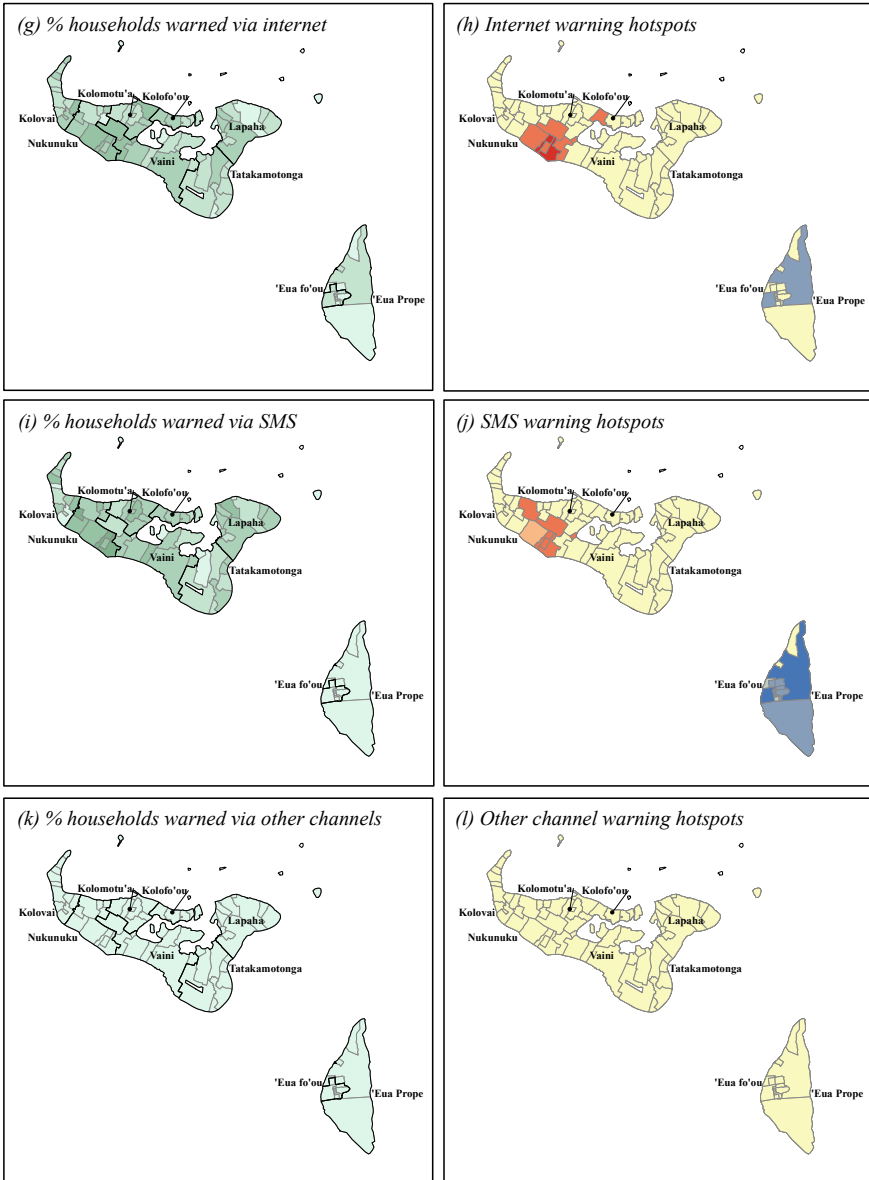 (g) % households warned via internet
Kolomotu'a Kolofo'ou
Kolovai
Lapaha
Nukunuku
Vaini
Tatakamotonga
'Eua fo'ou
'Eua Prope
(h) Internet warning hotspots
Kolomotu'a Kolofo'ou
Kolovai
Lapaha
Nukunuku
Vaini
Tatakamotonga
'Eua fo'ou
'Eua Prope
(i) % households warned via SMS
Kolomotu'a Kolofo'ou
Kolovai
Lapaha
Nukunuku
Vaini
Tatakamotonga
'Eua fo'ou
'Eua Prope
(j) SMS warning hotspots
Kolomotu'a Kolofo'ou
Kolovai
Lapaha
Nukunuku
Vaini
Tatakamotonga
'Eua fo'ou
'Eua Prope
(k) % households warned via other channels
Kolomotu'a Kolofo'ou
Kolovai
Lapaha
Nukunuku
Vaini
Tatakamotonga
'Eua fo'ou
'Eua Prope
(l) Other channel warning hotspots
Kolomotu'a Kolofo'ou
Kolovai
Lapaha
Nukunuku
Vaini
Tatakamotonga
'Eua fo'ou
'Eua Prope